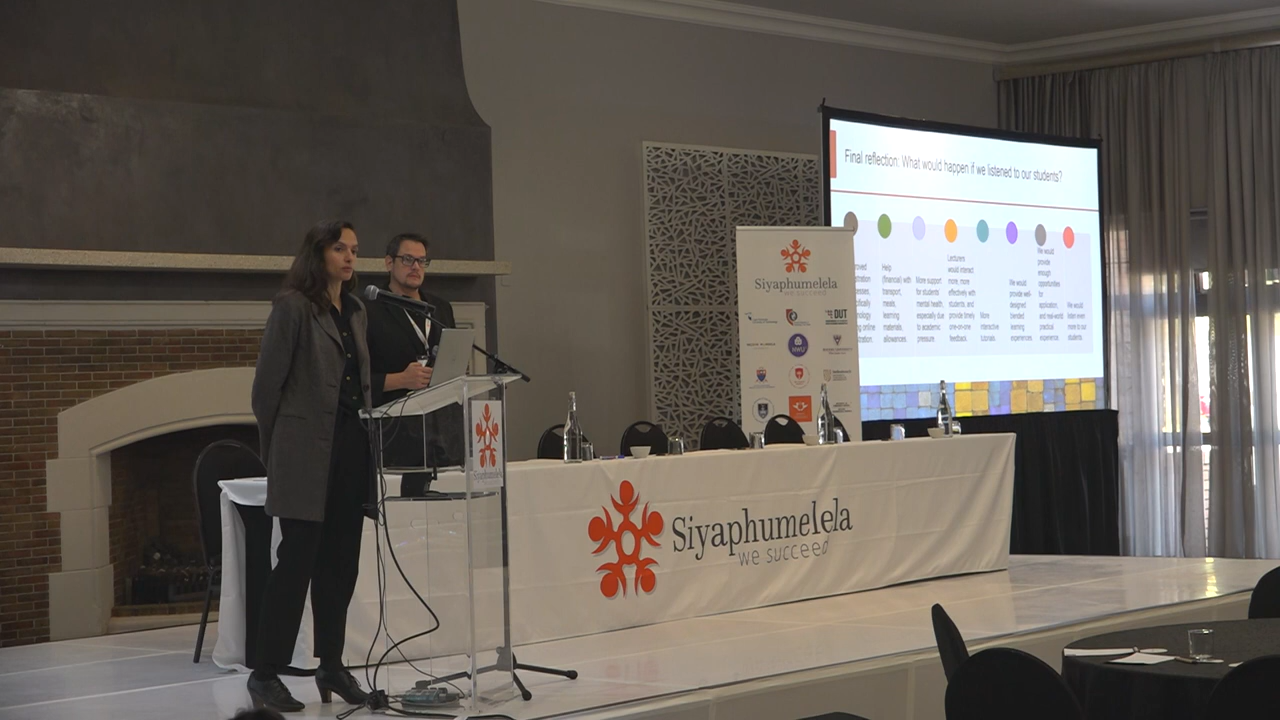 Final reflection: What would happen if we listened to our students?
Help
(financial) with
transport,
meals,
learning
materials,
allowances.
More support
for students'
mental health,
especially due
to academic
pressure.
Lecturers
would interact
more, more
effectively with
students, and
provide timely
one-on-one
feedback.
More
interactive
tutorials.
We would
provide well-
designed
blended
learning
experiences.
We would
provide
enough
opportunities
for
application,
and real-world
practical
experience.
We would
listen even
more to our
students.
Siyaphumelela
we succeed
DUT
NWU
Siyaphumelela
Siyaphumelela
we succeed